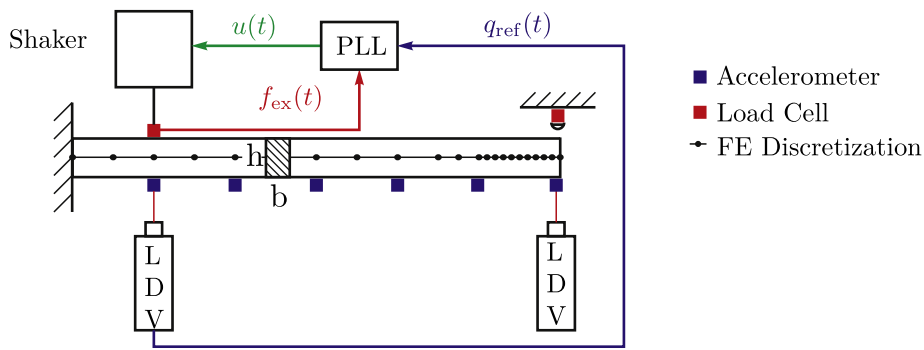 Shaker
u(t)
PLL
q_ref(t)
f_ex(t)
Accelerometer
Load Cell
FE Discretization
h
b
L
D
V
L
D
V